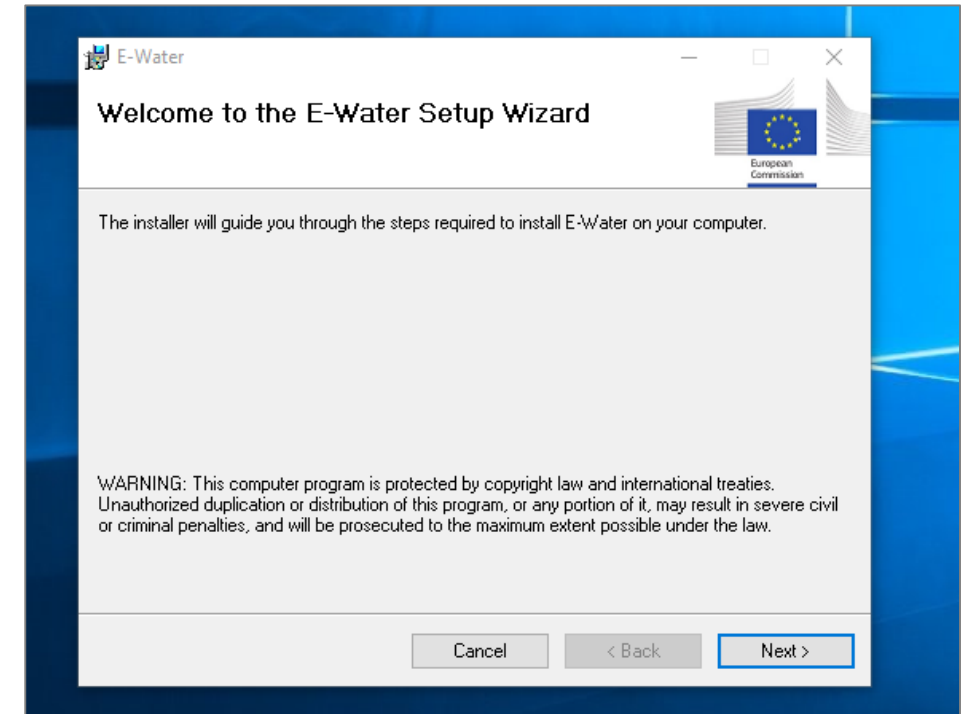 E-Water
Welcome to the E-Water Setup Wizard
European
Commission
The installer will guide you through the steps required to install E-Water on your computer.
WARNING: This computer program is protected by copyright law and international treaties.
Unauthorized duplication or distribution of this program, or any portion of it, may result in severe civil
or criminal penalties, and will be prosecuted to the maximum extent possible under the law.
Cancel
< Back
Next >